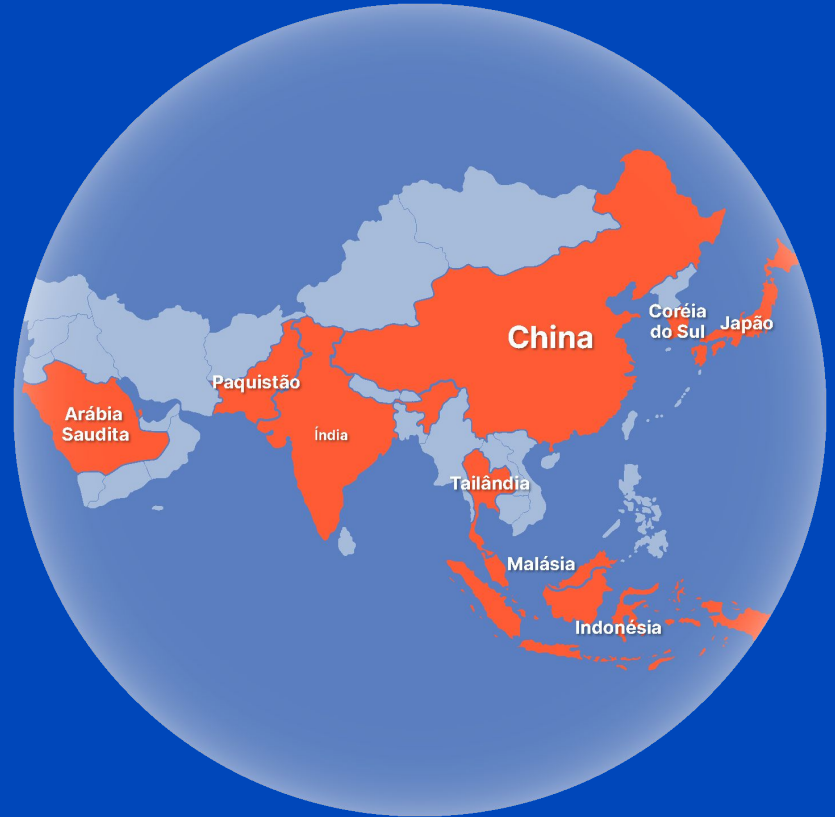 China
Coréia
do Sul
Japão
Paquistão
Arábia
Saudita
Índia
Tailândia
Malásia
Indonésia